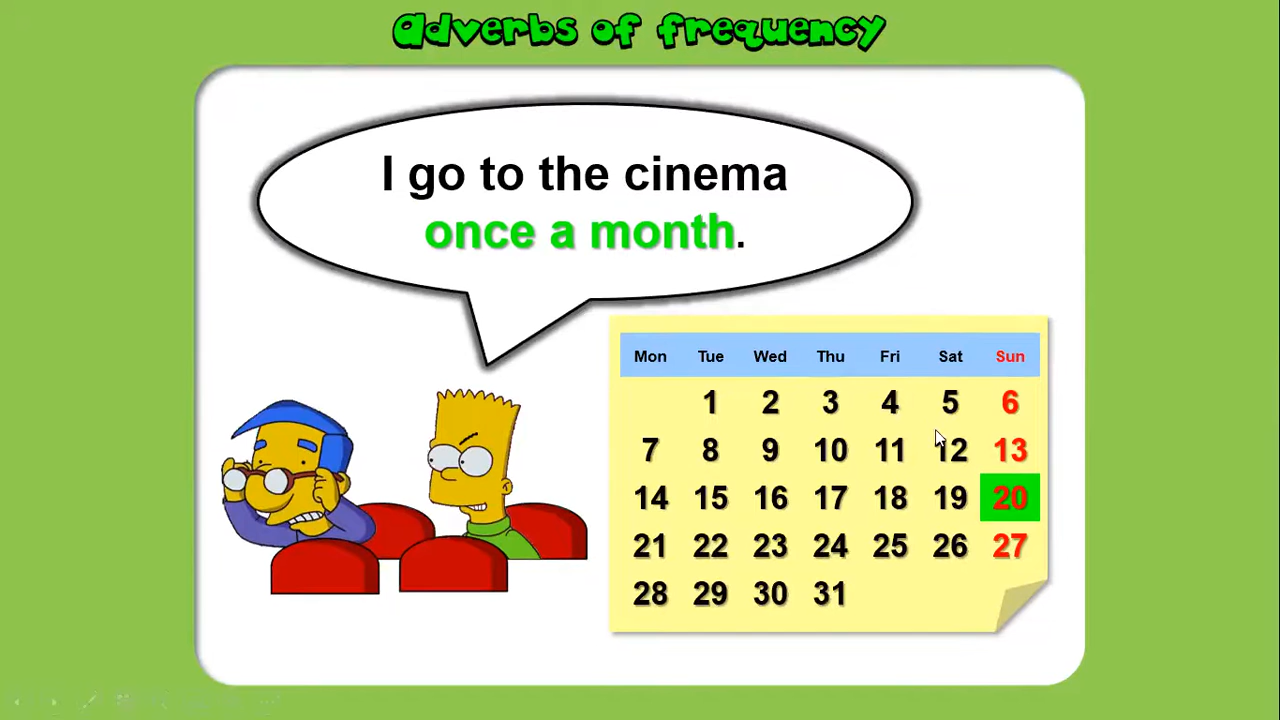 Adverbs of frequency
I go to the cinema
once a month.
Mon Tue Wed Thu Fri Sat Sun
1 2 3 4 5 6
7 8 9 10 11 12 13
14 15 16 17 18 19 20
21 22 23 24 25 26 27
28 29 30 31